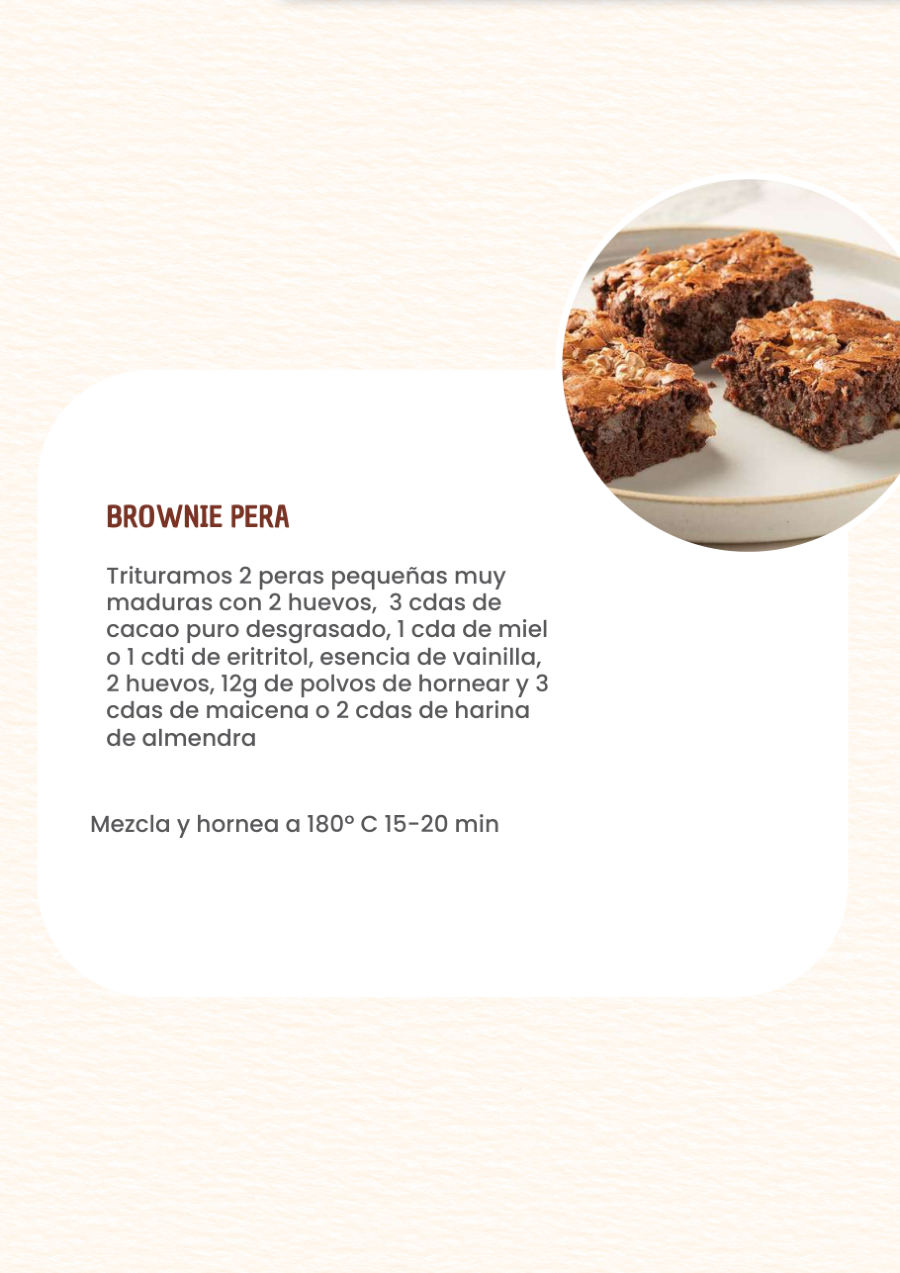 BROWNIE PERA
Trituramos 2 peras pequeñas muy
maduras con 2 huevos,  3 cdas de
cacao puro desgrasado, 1 cda de miel
o 1 cdti de eritritol, esencia de vainilla,
2 huevos, 12g de polvos de hornear y 3
cdas de maicena o 2 cdas de harina
de almendra
Mezcla y hornea a 180º C 15-20 min